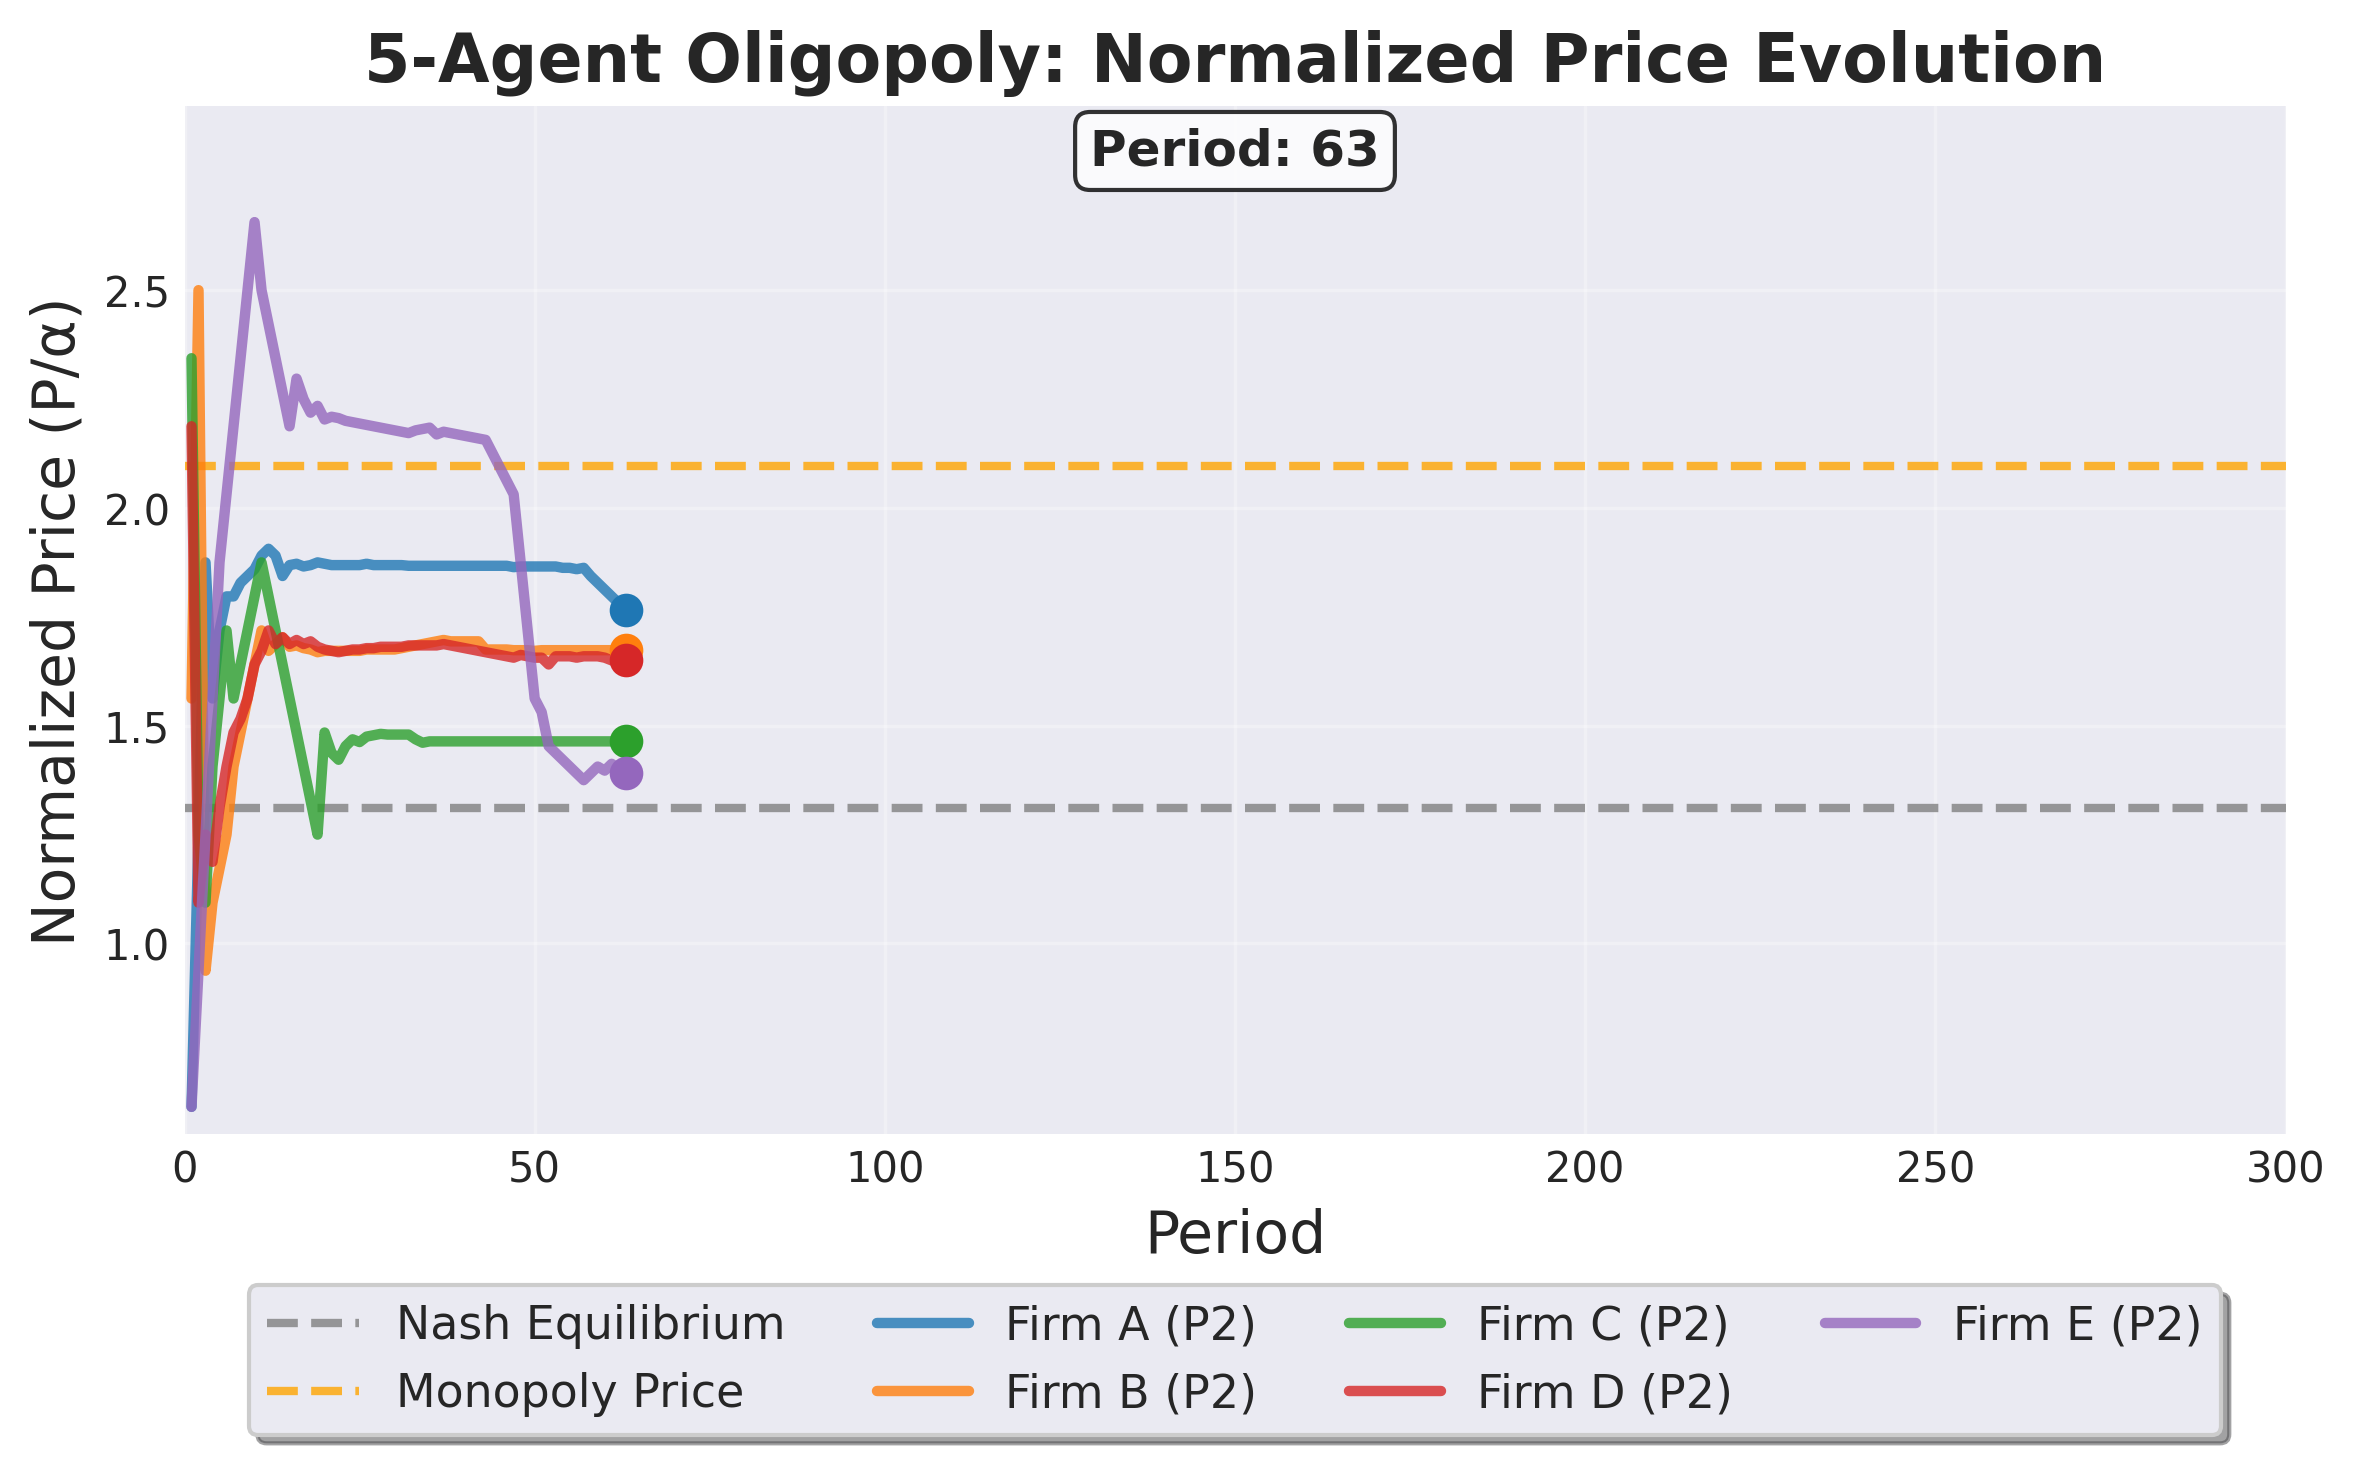 5-Agent Oligopoly: Normalized Price Evolution
Period: 63
Normalized Price (P/α)
2.5
2.0
1.5
1.0
0 50 100 150 200 250 300
Period
Nash Equilibrium Firm A (P2) Firm C (P2) Firm E (P2)
Monopoly Price Firm B (P2) Firm D (P2)